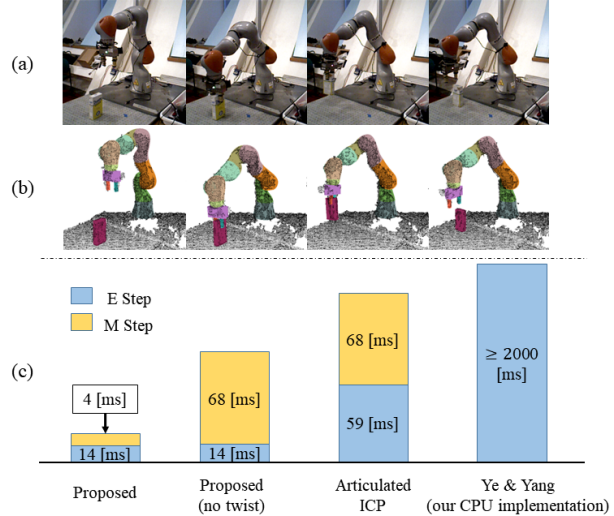 (a)
(b)
E Step
M Step
(c)
4 [ms]
14 [ms]
68 [ms]
14 [ms]
68 [ms]
59 [ms]
≥ 2000
[ms]
Proposed
Proposed
(no twist)
Articulated
ICP
Ye & Yang
(our CPU implementation)